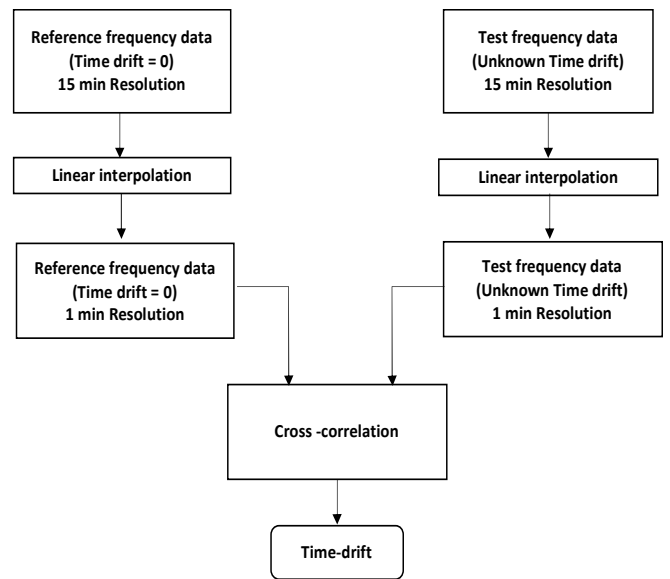 Reference frequency data
(Time drift = 0)
15 min Resolution
Test frequency data
(Unknown Time drift)
15 min Resolution
Linear interpolation
Linear interpolation
Reference frequency data
(Time drift = 0)
1 min Resolution
Test frequency data
(Unknown Time drift)
1 min Resolution
Cross -correlation
Time-drift